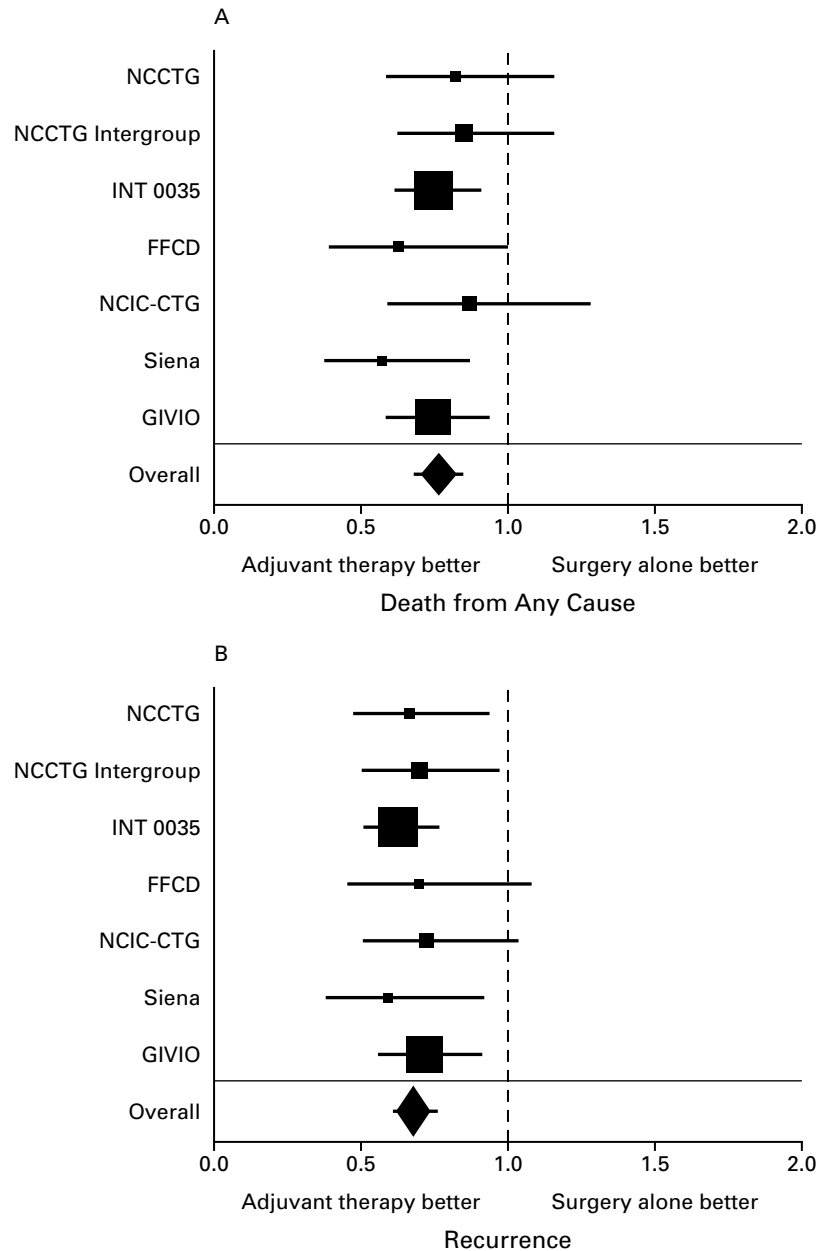 A
NCCTG
NCCTG Intergroup
INT 0035
FFCD
NCIC-CTG
Siena
GIVIO
Overall
0.0 0.5 1.0 1.5 2.0
Adjuvant therapy better Surgery alone better
Death from Any Cause
B
NCCTG
NCCTG Intergroup
INT 0035
FFCD
NCIC-CTG
Siena
GIVIO
Overall
0.0 0.5 1.0 1.5 2.0
Adjuvant therapy better Surgery alone better
Recurrence